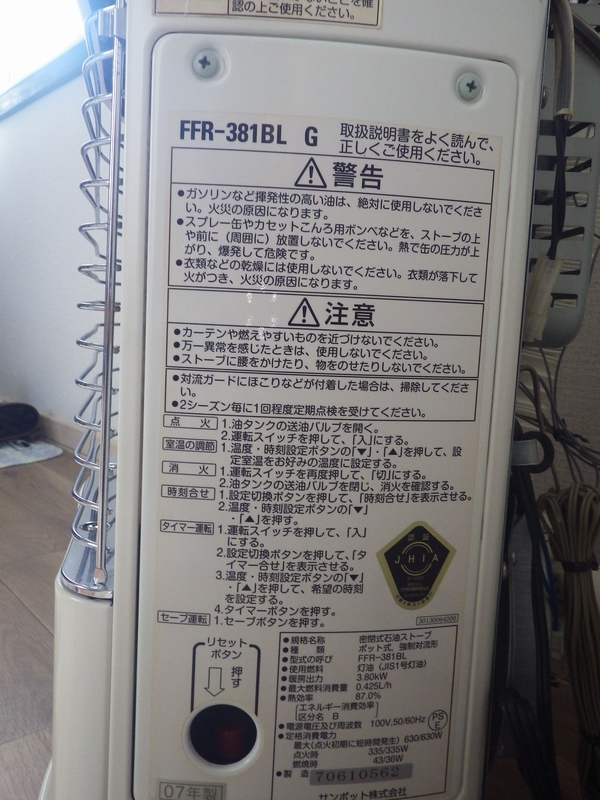 認の上ご使用ください。
FFR-381BL G
取扱説明書をよく読んで、
正しくご使用ください。
警告
●ガソリンなど揮発性の高い油は、絶対に使用しないでくださ
い。火災の原因になります。
●スプレー缶やカセットこんろ用ボンベなどを、ストーブの上
や前に（周囲に）放置しないでください。熱で缶の圧力が上
がり、爆発して危険です。
●衣類などの乾燥には使用しないでください。衣類が落下して
火がつき、火災の原因になります。
注意
●カーテンや燃えやすいものを近づけないでください。
●万一異常を感じたときは、使用しないでください。
●ストーブに腰をかけたり、物をのせたりしないでください。
●対流ガードにほこりなどが付着した場合は、掃除してくださ
い。
●2シーズン毎に1回程度定期点検を受けてください。
点火 1.油タンクの送油バルブを開く。
2.運転スイッチを押して、「入」にする。
室温の調節 1.温度・時刻設定ボタンの「▼」・「▲」を押して、設
定室温をお好みの温度に設定する。
消火 1.運転スイッチを再度押して、「切」にする。
2.油タンクの送油バルブを閉じ、消火を確認する。
時刻合せ 1.設定切換ボタンを押して、「時刻合せ」を表示させる。
2.温度・時刻設定ボタンの「▼」
・「▲」を押す。
タイマー運転 1.運転スイッチを押して、「入」
にする。
2.設定切換ボタンを押して、「タ
イマー合せ」を表示させる。
3.温度・時刻設定ボタンの「▼」
・「▲」を押して、希望の時刻
を設定する。
4.タイマーボタンを押す。
セーブ運転 1.セーブボタンを押す。
認証
JHIA
30130064200
リセット
ボタン
押す
●規格名称 密閉式石油ストーブ
●種類 ポット式、強制対流形
●型式の呼び FFR-381BL
●使用燃料 灯油（JIS1号灯油）
●暖房出力 3.80kW
●最大燃料消費量 0.425L/h
●熱効率 87.0%
［エネルギー消費効率］
［区分名 B］
●電源電圧及び周波数 100V,50/60Hz
PSE
●定格消費電力
最大（点火初期に短時間発生） 630/630W
点火時 335/335W
燃焼時 43/36W
●製造 70610562
07年製
サンポット株式会社